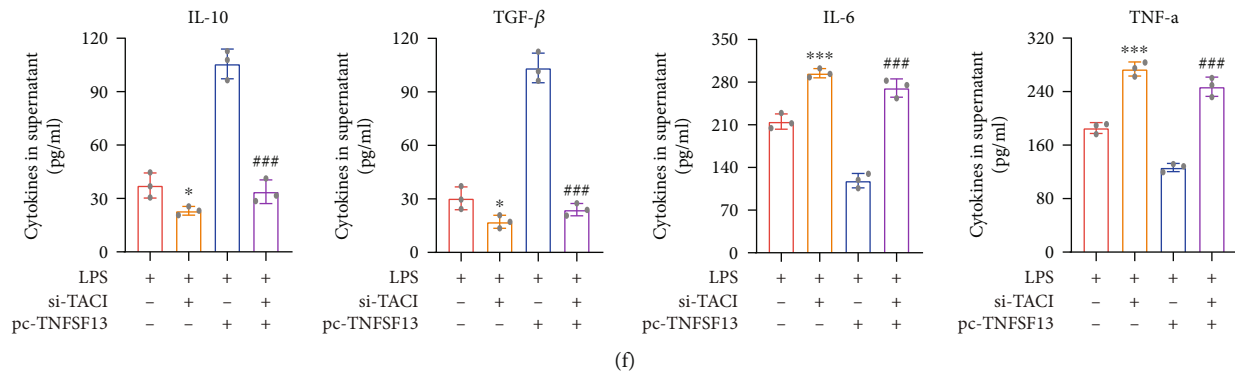 IL-10
Cytokines in supernatant
(pg/ml)
120
90
60
30
0
*
###
LPS + + + +
si-TACI – + – +
pc-TNFSF13 – – + +
TGF-β
Cytokines in supernatant
(pg/ml)
120
90
60
30
0
*
###
LPS + + + +
si-TACI – + – +
pc-TNFSF13 – – + +
IL-6
Cytokines in supernatant
(pg/ml)
350
280
210
140
70
0
***
###
LPS + + + +
si-TACI – + – +
pc-TNFSF13 – – + +
TNF-a
Cytokines in supernatant
(pg/ml)
320
240
160
80
0
***
###
LPS + + + +
si-TACI – + – +
pc-TNFSF13 – – + +
(f)